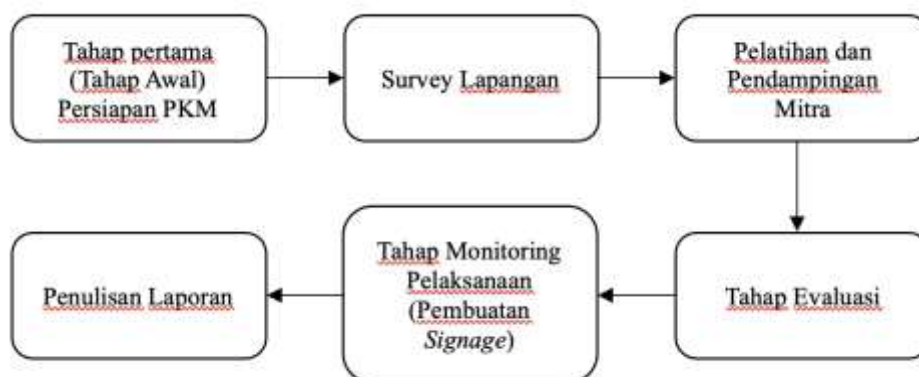 Tahap pertama
(Tahap Awal)
Persiapan PKM
Survey Lapangan
Pelatihan dan
Pendampingan
Mitra
Tahap Evaluasi
Tahap Monitoring
Pelaksanaan
(Pembuatan
Signage)
Penulisan Laporan